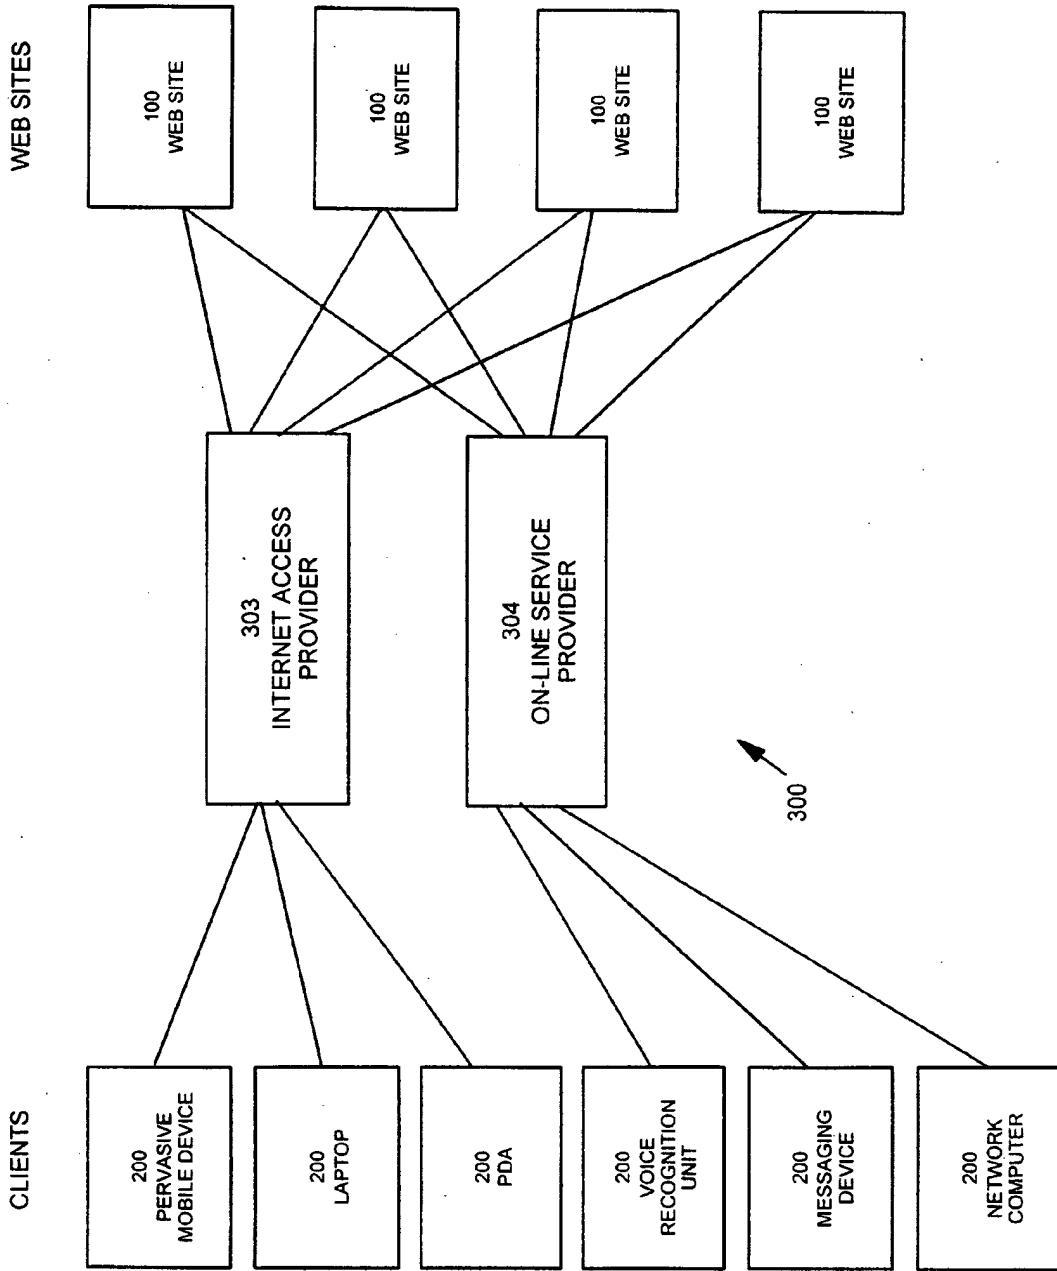 CLIENTS
WEB SITES
200
PERVASIVE
MOBILE DEVICE
200
LAPTOP
200
PDA
200
VOICE
RECOGNITION
UNIT
200
MESSAGING
DEVICE
200
NETWORK
COMPUTER
303
INTERNET ACCESS
PROVIDER
304
ON-LINE SERVICE
PROVIDER
300
100
WEB SITE
100
WEB SITE
100
WEB SITE
100
WEB SITE